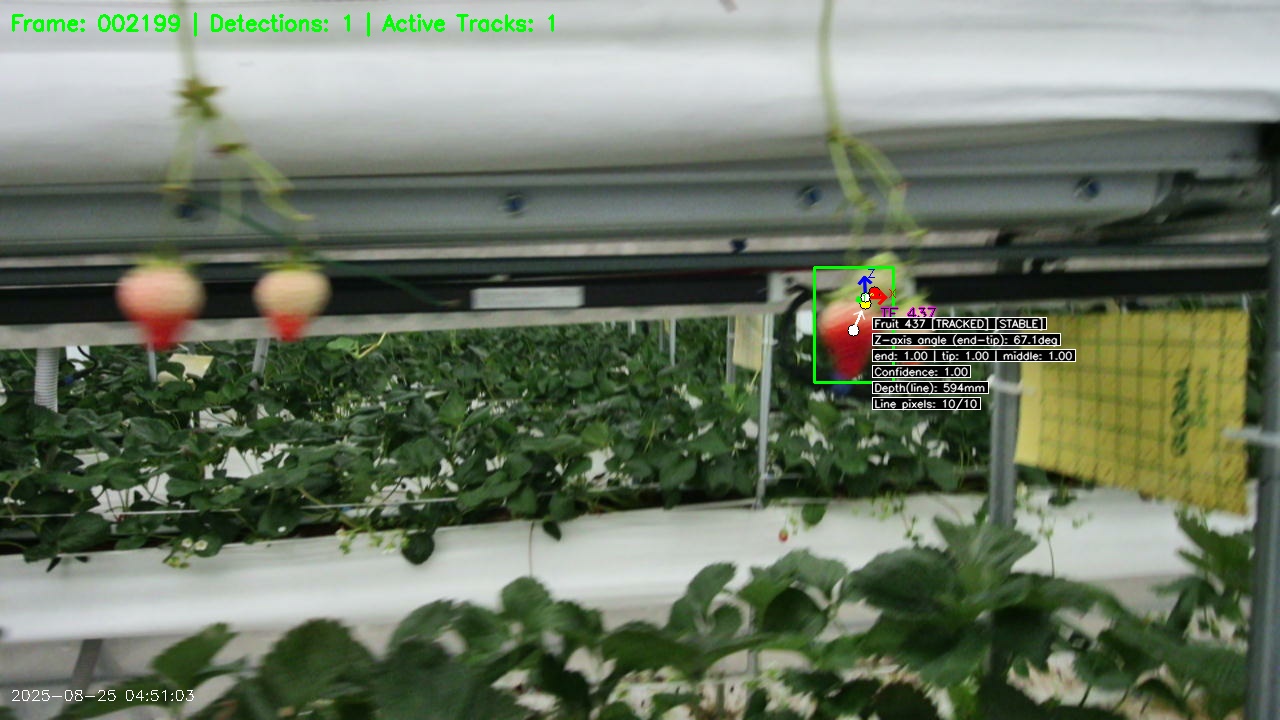 Frame: 002199 | Detections: 1 | Active Tracks: 1
Z
X
TF_437
Fruit 437 [TRACKED] [STABLE]
Z-axis angle (end-tip): 67.1deg
end: 1.00 | tip: 1.00 | middle: 1.00
Confidence: 1.00
Depth(line): 594mm
Line pixels: 10/10
2025-08-25 04:51:03